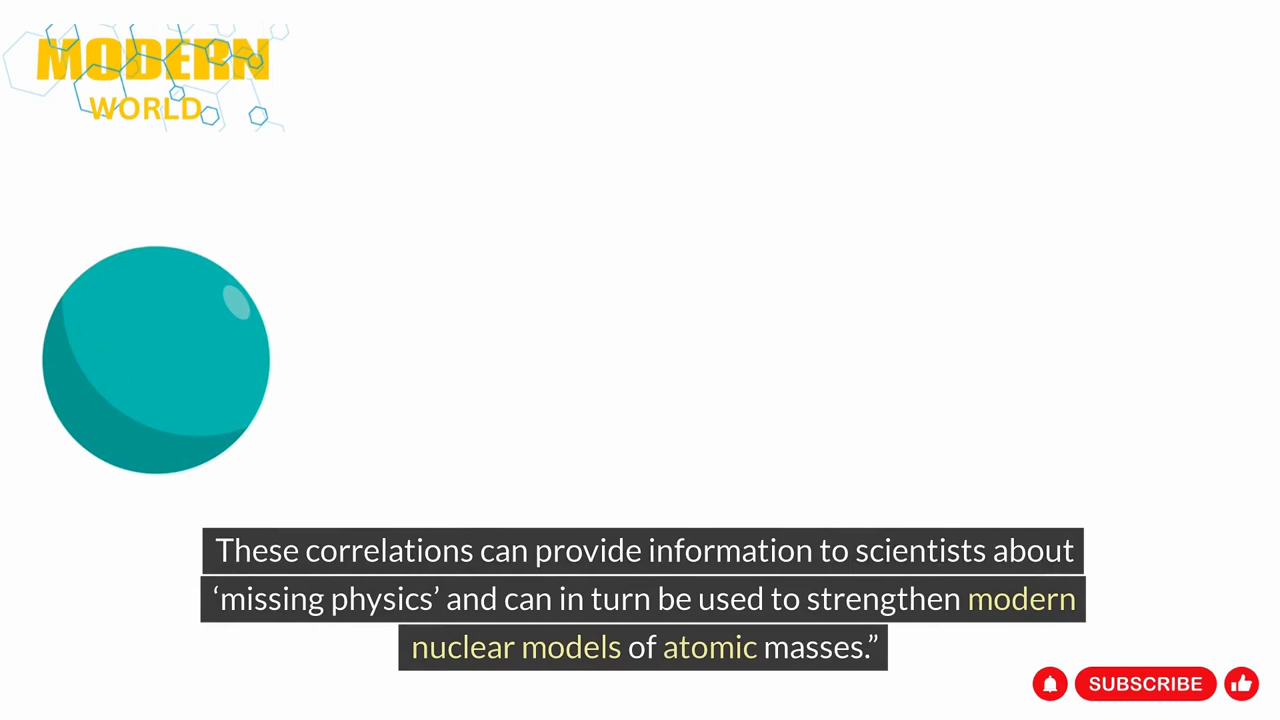 MODERN
WORLD
These correlations can provide information to scientists about
‘missing physics’ and can in turn be used to strengthen modern
nuclear models of atomic masses.”
SUBSCRIBE